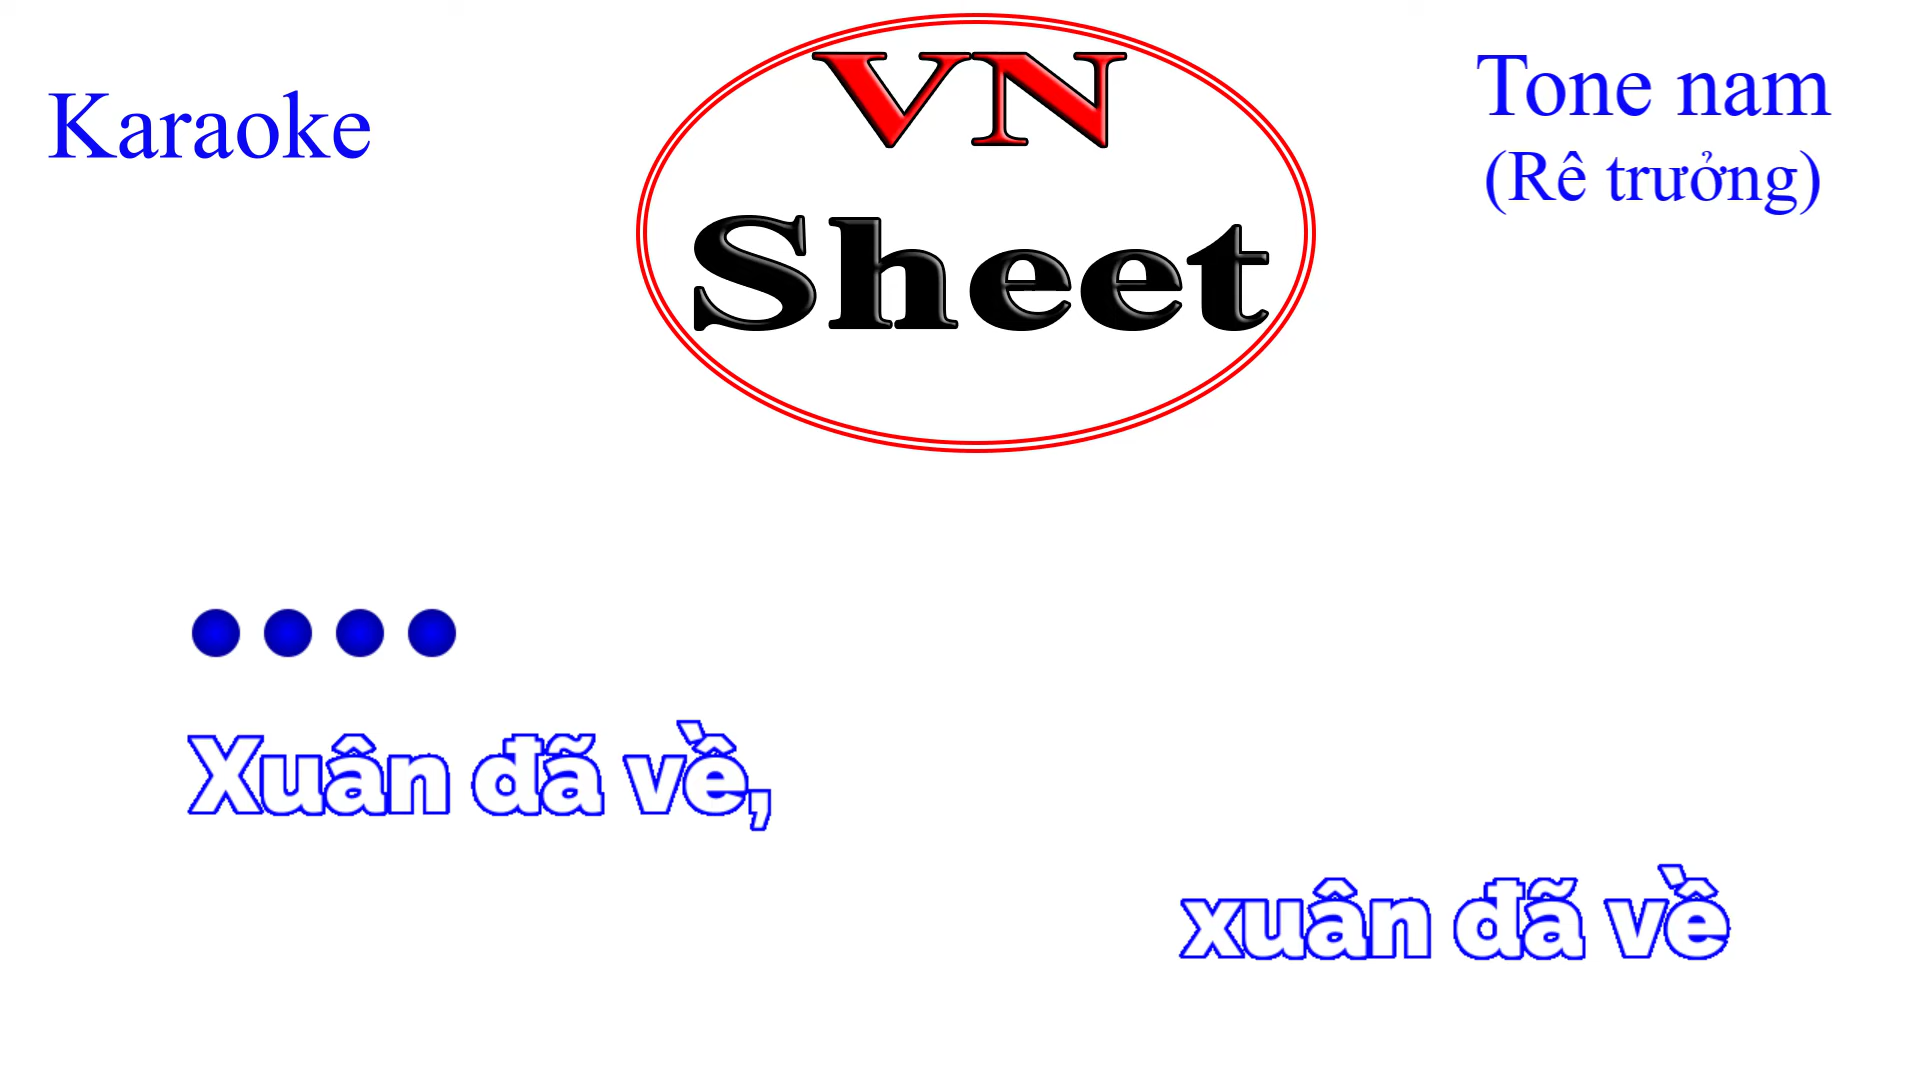 Karaoke
VN
Sheet
Tone nam
(Rê trưởng)
Xuân đã về,
xuân đã về